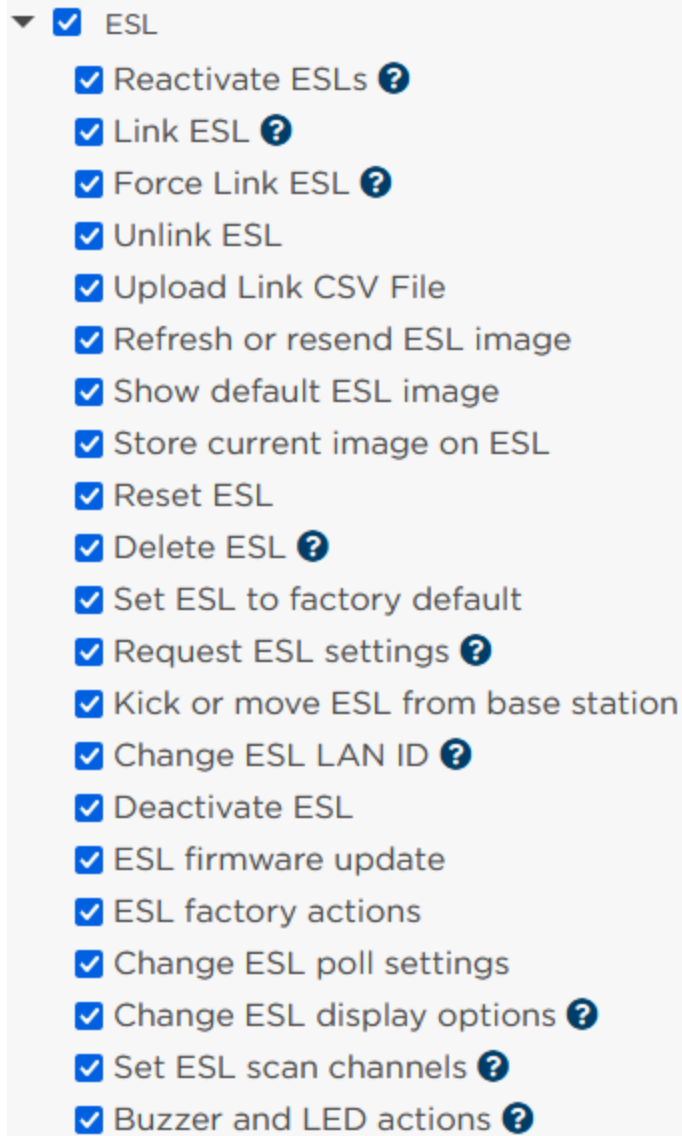 ESL
Reactivate ESLs ?
Link ESL ?
Force Link ESL ?
Unlink ESL
Upload Link CSV File
Refresh or resend ESL image
Show default ESL image
Store current image on ESL
Reset ESL
Delete ESL ?
Set ESL to factory default
Request ESL settings ?
Kick or move ESL from base station
Change ESL LAN ID ?
Deactivate ESL
ESL firmware update
ESL factory actions
Change ESL poll settings
Change ESL display options ?
Set ESL scan channels ?
Buzzer and LED actions ?